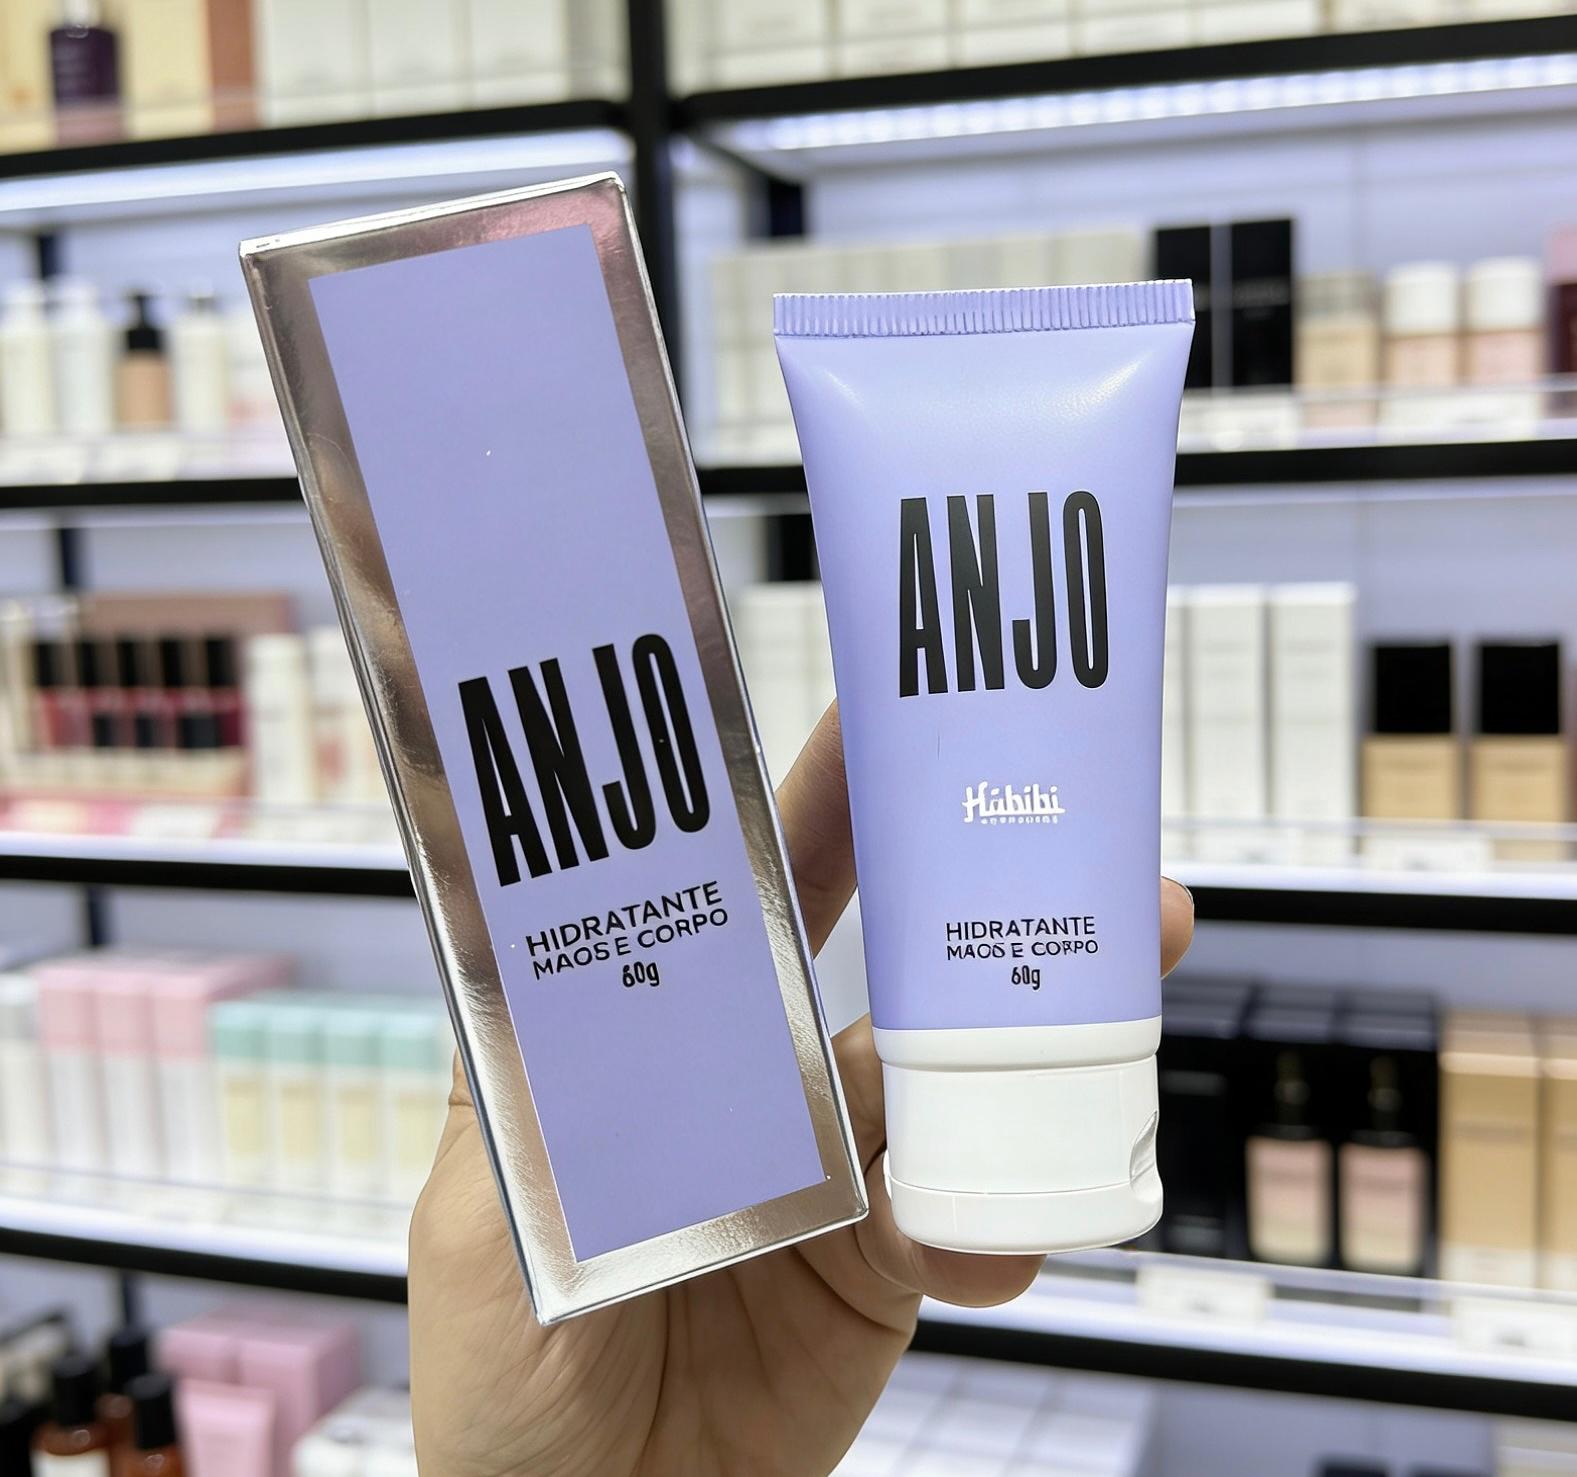 ANJO
HIDRATANTE
MAOS E CORPO
60g
ANJO
Hábibi
HIDRATANTE
MAOS E CORPO
60g